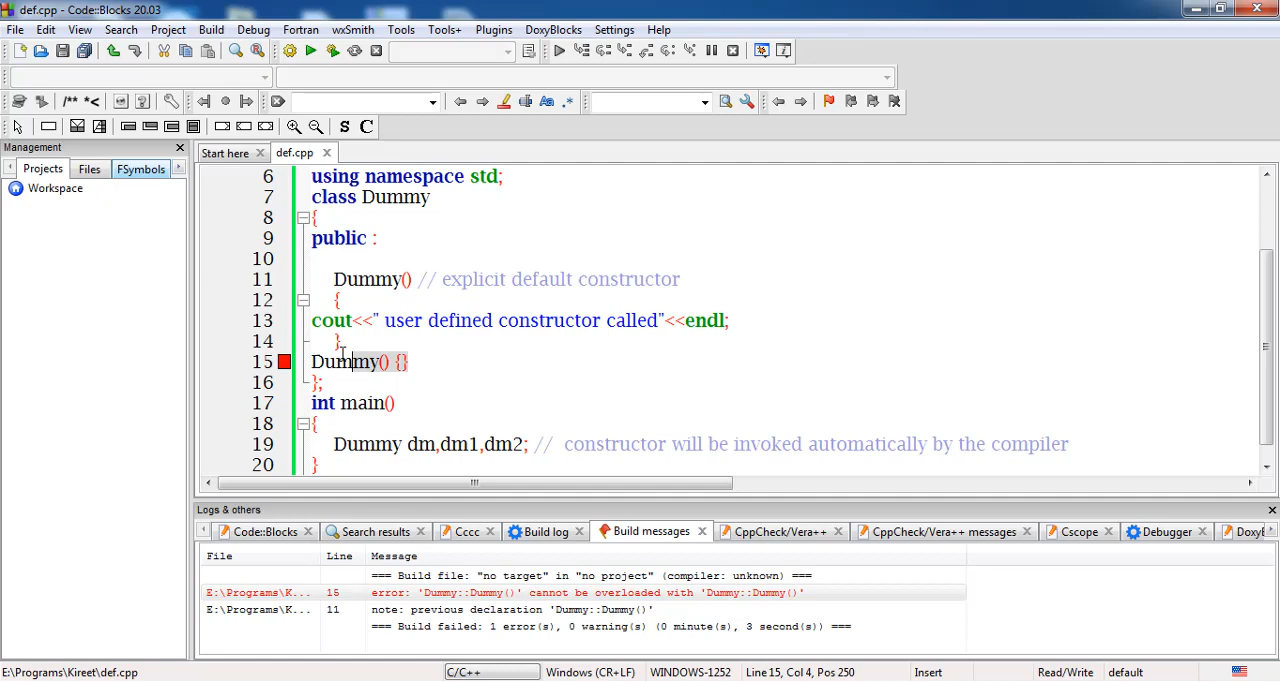 def.cpp - Code::Blocks 20.03
File Edit View Search Project Build Debug Fortran wxSmith Tools Tools+ Plugins DoxyBlocks Settings Help
/** *< 
S C
Management
Projects Files FSymbols
Workspace
Start here def.cpp
6 using namespace std;
7 class Dummy
8 {
9 public :
10
11 Dummy() // explicit default constructor
12 {
13 cout<<" user defined constructor called"<<endl;
14 }
15 Dummy() {}
16 };
17 int main()
18 {
19 Dummy dm,dm1,dm2; // constructor will be invoked automatically by the compiler
20 }
Logs & others
Code::Blocks Search results Cccc Build log Build messages CppCheck/Vera++ CppCheck/Vera++ messages Cscope Debugger DoxyB
File Line Message
=== Build file: "no target" in "no project" (compiler: unknown) ===
E:\Programs\K... 15 error: 'Dummy::Dummy()' cannot be overloaded with 'Dummy::Dummy()'
E:\Programs\K... 11 note: previous declaration 'Dummy::Dummy()'
=== Build failed: 1 error(s), 0 warning(s) (0 minute(s), 3 second(s)) ===
E:\Programs\Kireet\def.cpp C/C++ Windows (CR+LF) WINDOWS-1252 Line 15, Col 4, Pos 250 Insert Read/Write default